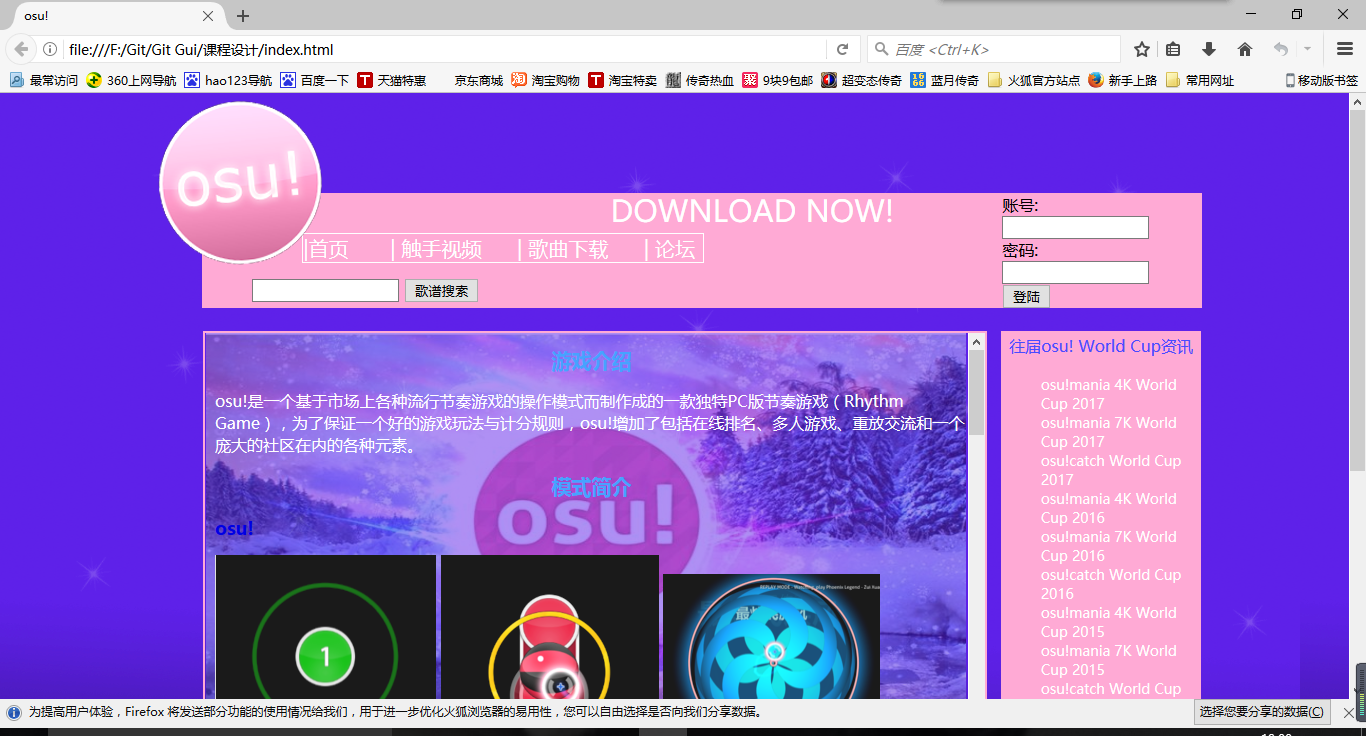 osu!
file:///F:/Git/Git Gui/课程设计/index.html
百度 <Ctrl+K>
最常访问 360上网导航 hao123导航 百度一下 天猫特惠 京东商城 淘宝购物 淘宝特卖 传奇热血 9块9包邮 超变态传奇 蓝月传奇 火狐官方站点 新手上路 常用网址 移动版书签
osu!
DOWNLOAD NOW!
|首页 | 触手视频 | 歌曲下载 | 论坛
歌谱搜索
账号:
密码:
登陆
游戏介绍
osu!是一个基于市场上各种流行节奏游戏的操作模式而制作成的一款独特PC版节奏游戏（Rhythm
Game），为了保证一个好的游戏玩法与计分规则，osu!增加了包括在线排名、多人游戏、重放交流和一个
庞大的社区在内的各种元素。
模式简介
osu!
osu!
1
往届osu! World Cup资讯
osu!mania 4K World
Cup 2017
osu!mania 7K World
Cup 2017
osu!catch World Cup
2017
osu!mania 4K World
Cup 2016
osu!mania 7K World
Cup 2016
osu!catch World Cup
2016
osu!mania 4K World
Cup 2015
osu!mania 7K World
Cup 2015
osu!catch World Cup
为提高用户体验，Firefox 将发送部分功能的使用情况给我们，用于进一步优化火狐浏览器的易用性，您可以自由选择是否向我们分享数据。
选择您要分享的数据(C)